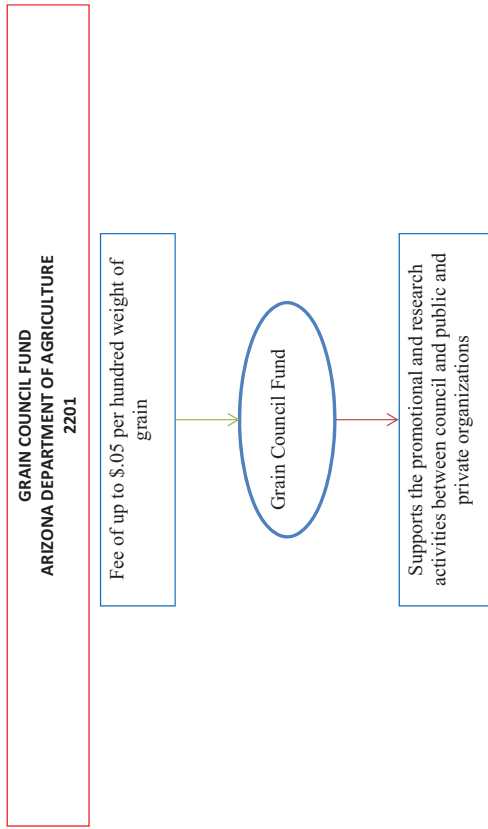 GRAIN COUNCIL FUND
ARIZONA DEPARTMENT OF AGRICULTURE
2201
Fee of up to $.05 per hundred weight of
grain
Grain Council Fund
Supports the promotional and research
activities between council and public and
private organizations